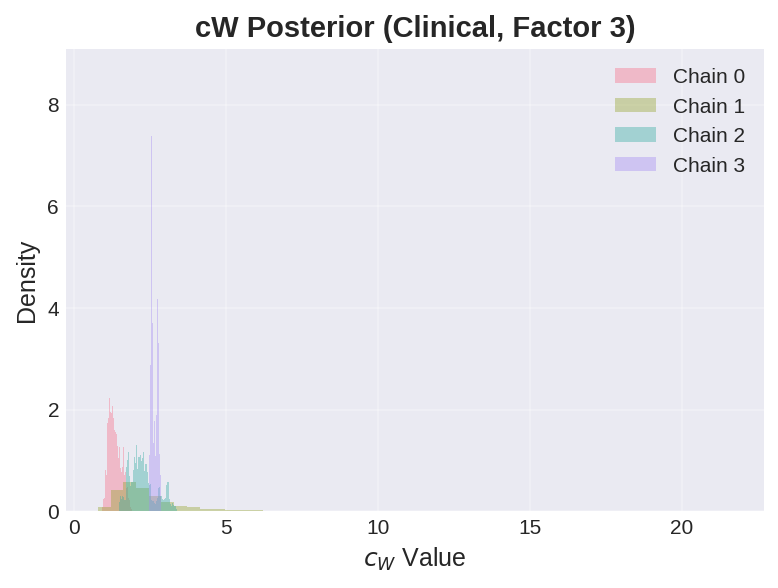 cW Posterior (Clinical, Factor 3)
Chain 0
Chain 1
Chain 2
Chain 3
Density
8
6
4
2
0
0 5 10 15 20
c_W Value